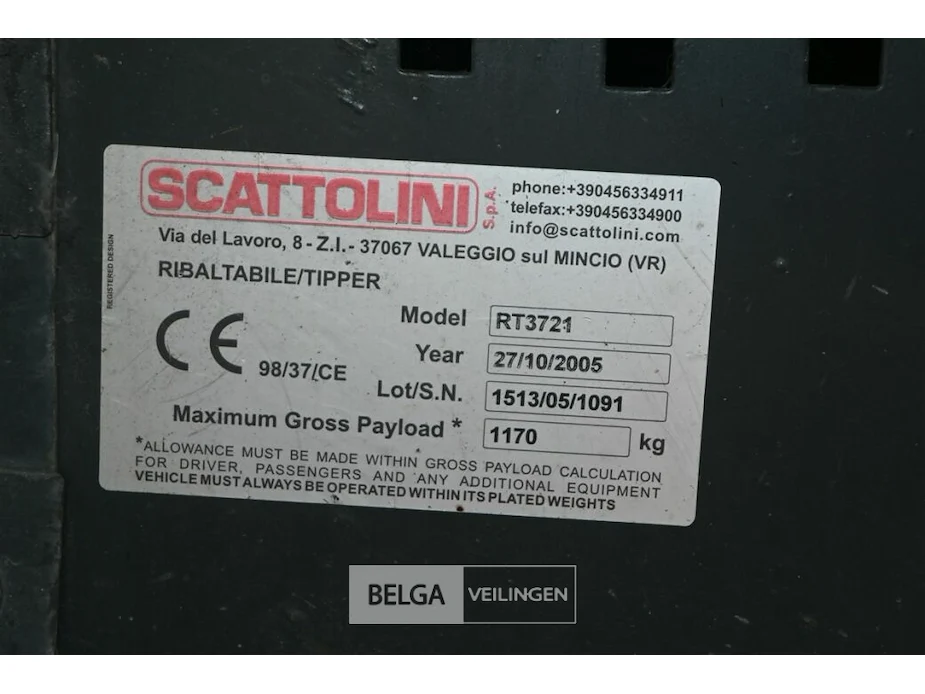 SCATTOLINI S.p.A.
phone:+390456334911
telefax:+390456334900
info@scattolini.com
Via del Lavoro, 8 - Z.I.- 37067 VALEGGIO sul MINCIO (VR)
REGISTERED DESIGN
RIBALTABILE/TIPPER
Model RT3721
Year 27/10/2005
CE 98/37/CE
Lot/S.N. 1513/05/1091
Maximum Gross Payload * 1170 kg
*ALLOWANCE MUST BE MADE WITHIN GROSS PAYLOAD CALCULATION
FOR DRIVER, PASSENGERS AND ANY ADDITIONAL EQUIPMENT
VEHICLE MUST ALWAYS BE OPERATED WITHIN ITS PLATED WEIGHTS
BELGA VEILINGEN